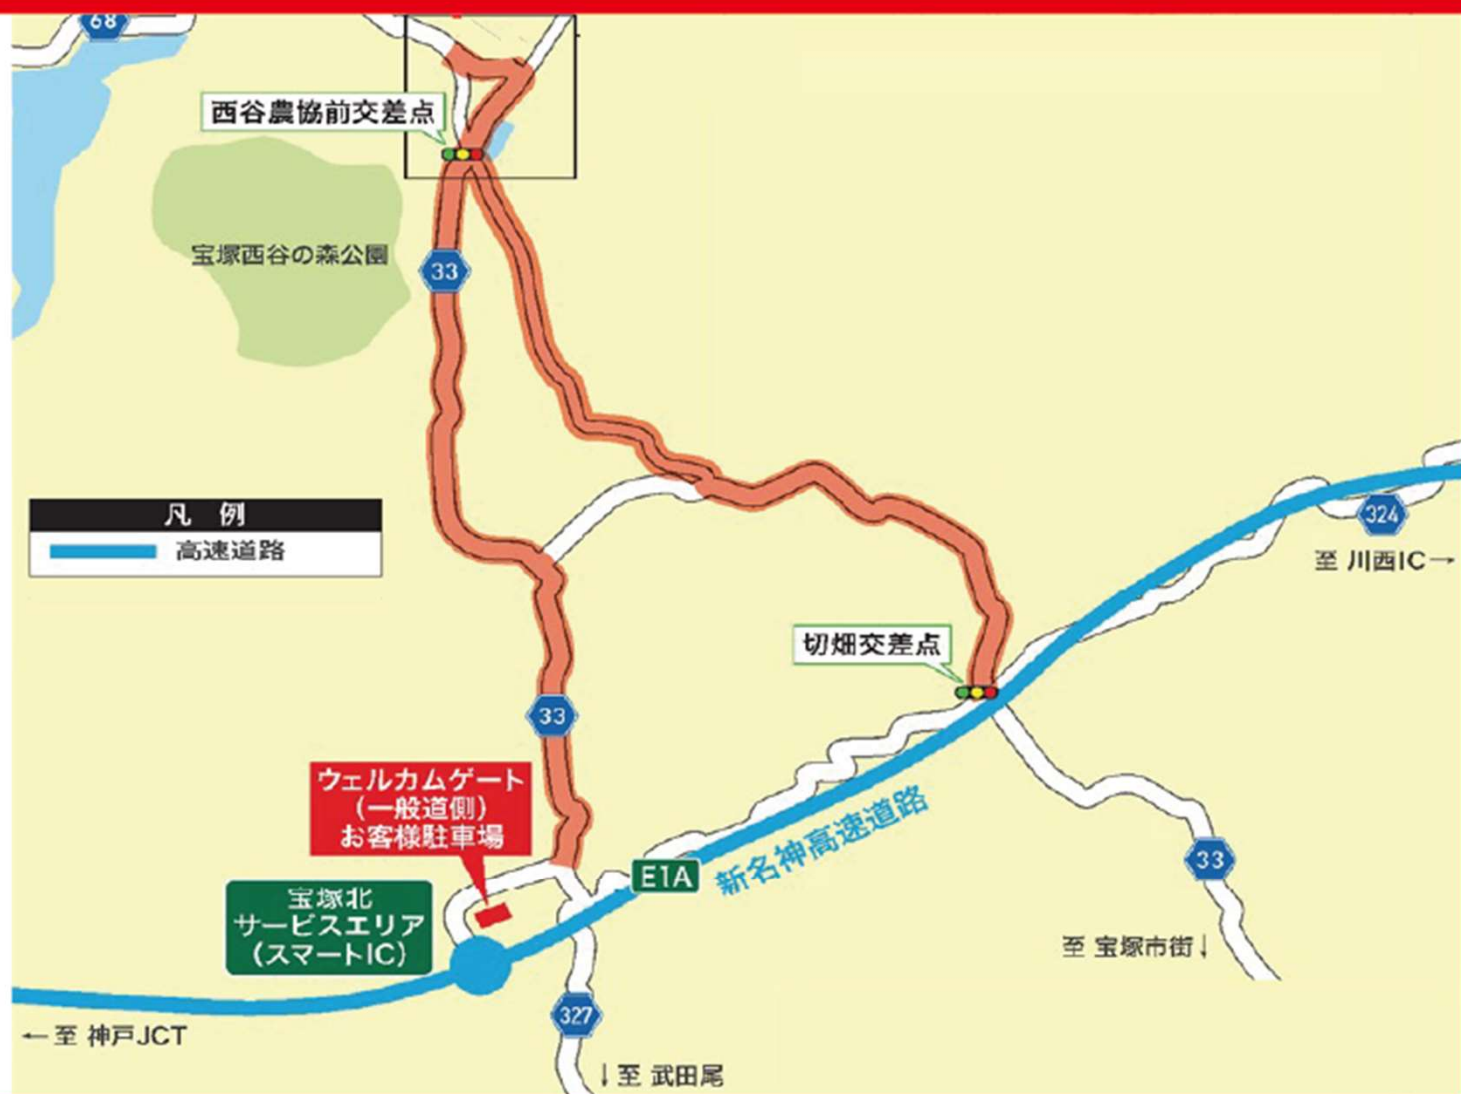 68
西谷農協前交差点
宝塚西谷の森公園
33
凡 例
高速道路
324
至 川西IC→
切畑交差点
33
ウェルカムゲート
(一般道側)
お客様駐車場
宝塚北
サービスエリア
(スマートIC)
E1A
新名神高速道路
33
至 宝塚市街↓
327
←至 神戸JCT
↓至 武田尾